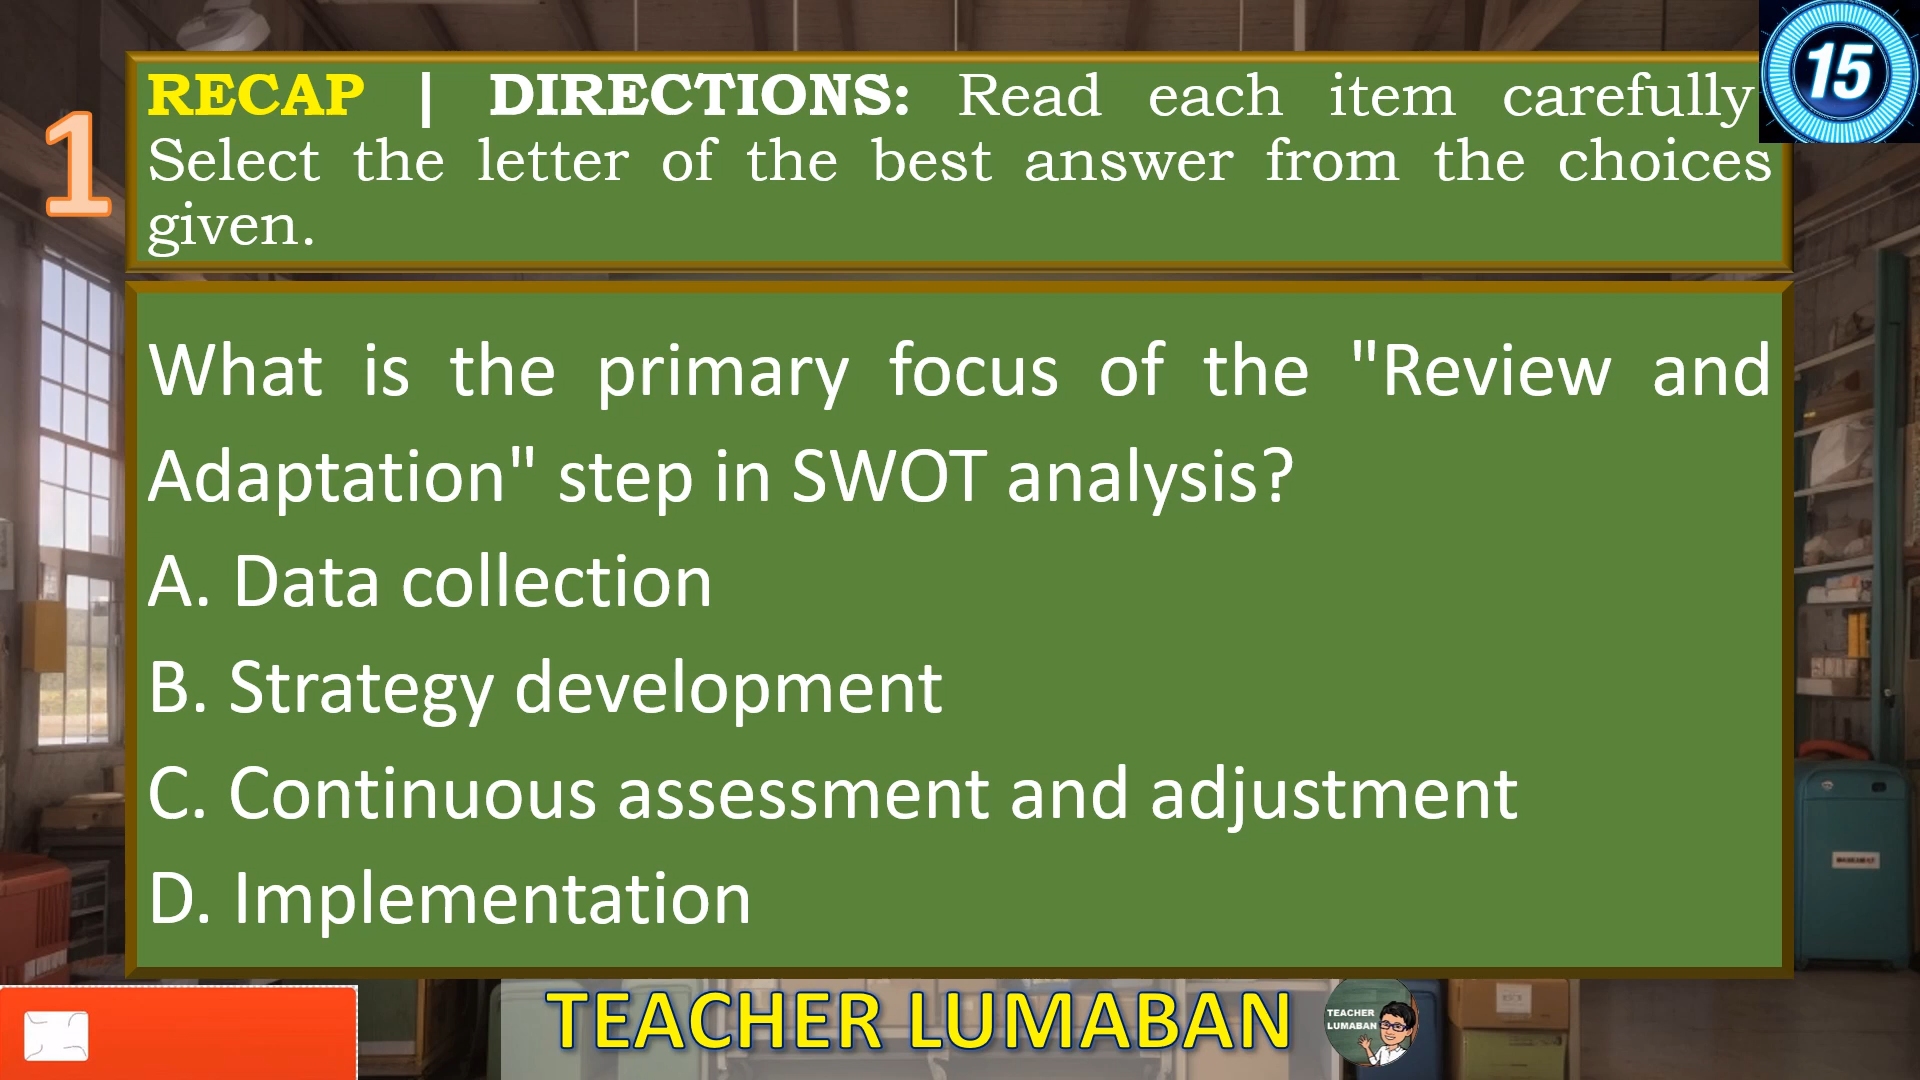 15
1
RECAP | DIRECTIONS: Read each item carefully
Select the letter of the best answer from the choices
given.
What is the primary focus of the "Review and
Adaptation" step in SWOT analysis?
A. Data collection
B. Strategy development
C. Continuous assessment and adjustment
D. Implementation
TEACHER LUMABAN
TEACHER
LUMABAN